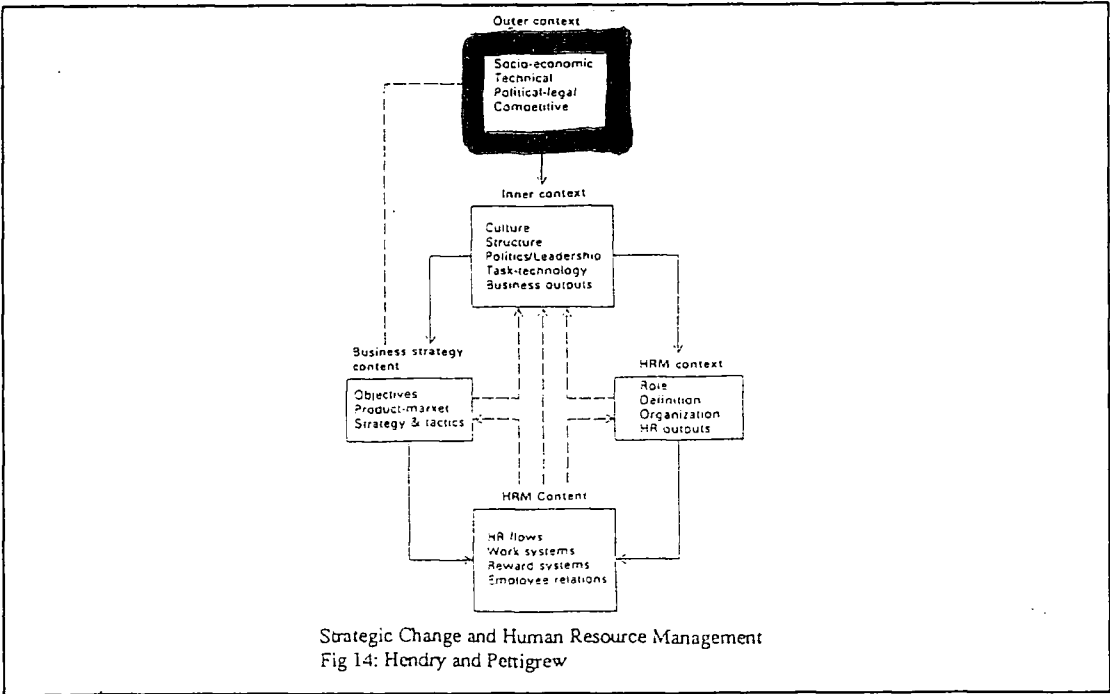 Outer context
Socio-economic
Technical
Political-legal
Competitive
Inner context
Culture
Structure
Politics/Leadership
Task-technology
Business outputs
Business strategy
content
Objectives
Product-market
Strategy & tactics
HRM context
Role
Definition
Organization
HR outputs
HRM Content
HR flows
Work systems
Reward systems
Employee relations
Strategic Change and Human Resource Management
Fig 14: Hendry and Pettigrew